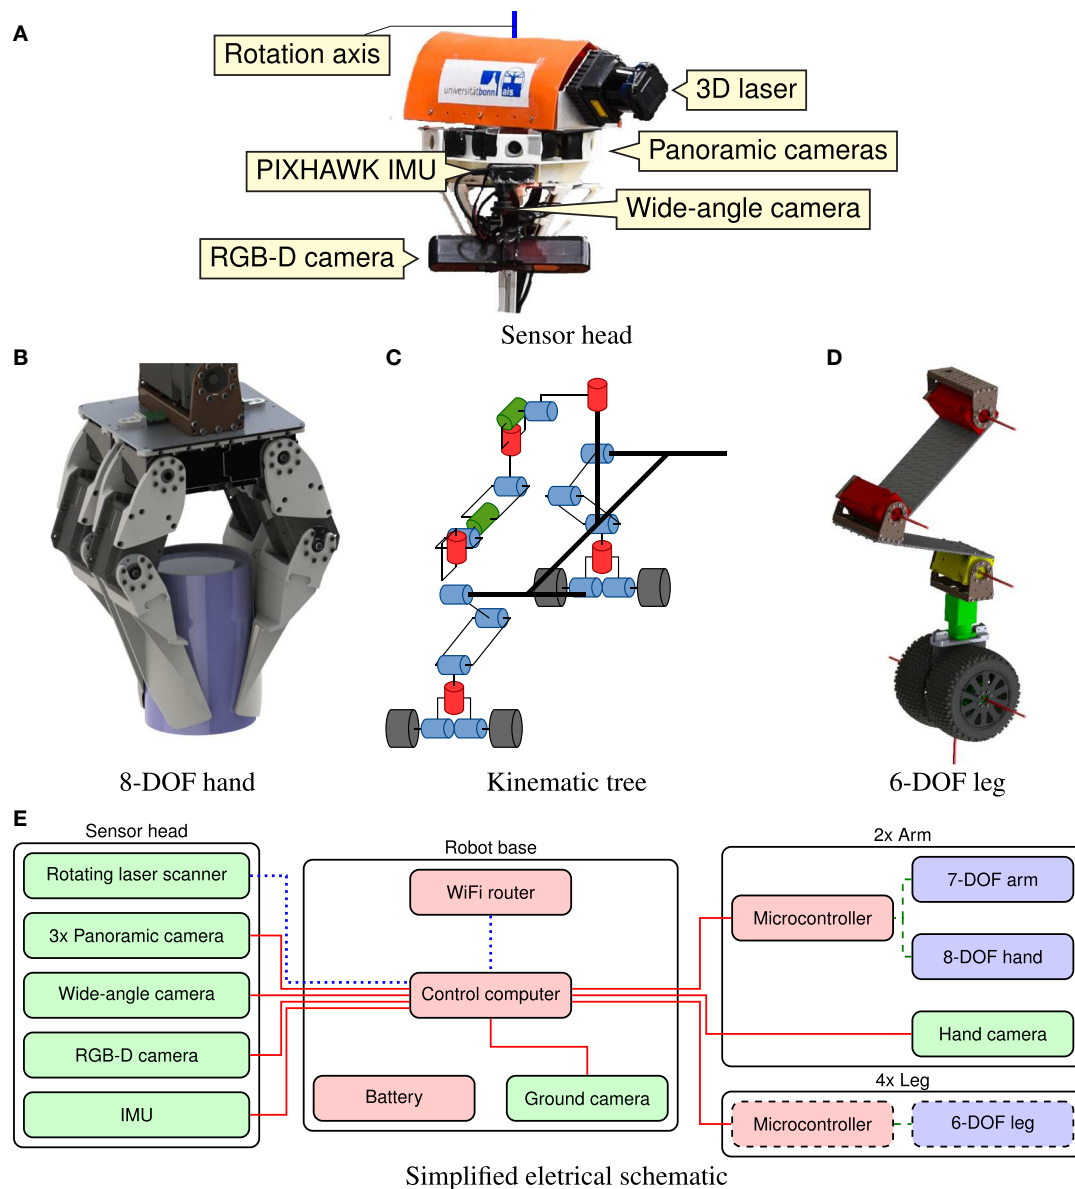 A
Rotation axis
universitätbonn
ais
3D laser
Panoramic cameras
PIXHAWK IMU
Wide-angle camera
RGB-D camera
Sensor head
B
C
D
8-DOF hand
Kinematic tree
6-DOF leg
E
Sensor head
Rotating laser scanner
3x Panoramic camera
Wide-angle camera
RGB-D camera
IMU
Robot base
WiFi router
Control computer
Battery
Ground camera
2x Arm
Microcontroller
7-DOF arm
8-DOF hand
Hand camera
4x Leg
Microcontroller
6-DOF leg
Simplified eletrical schematic